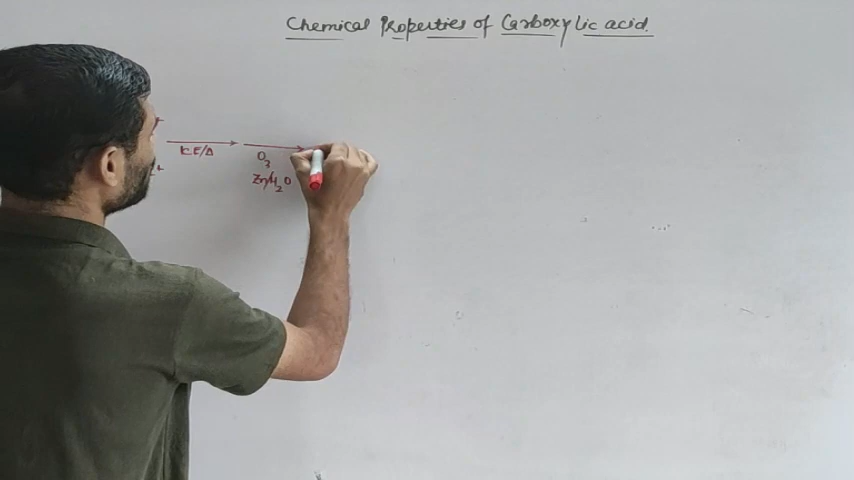 Chemical Properties of Carboxylic acid.
K.E/Δ
O3
Zn/H2O